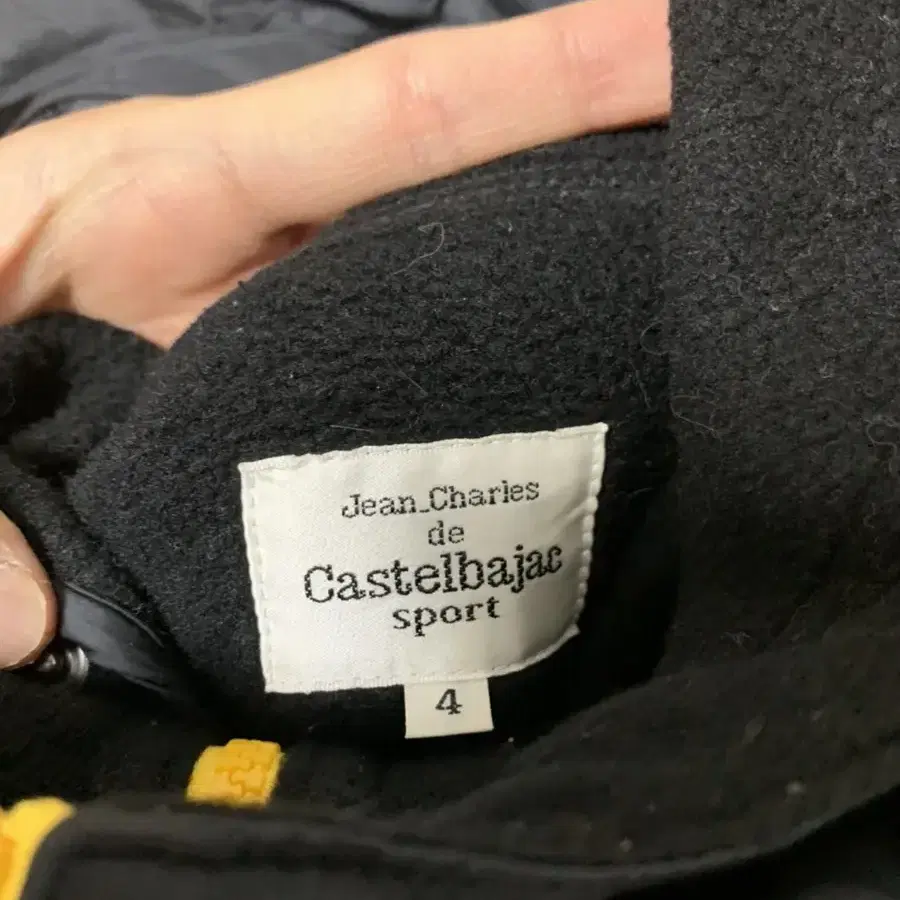 Jean_Charles
de
Castelbajac
sport
4